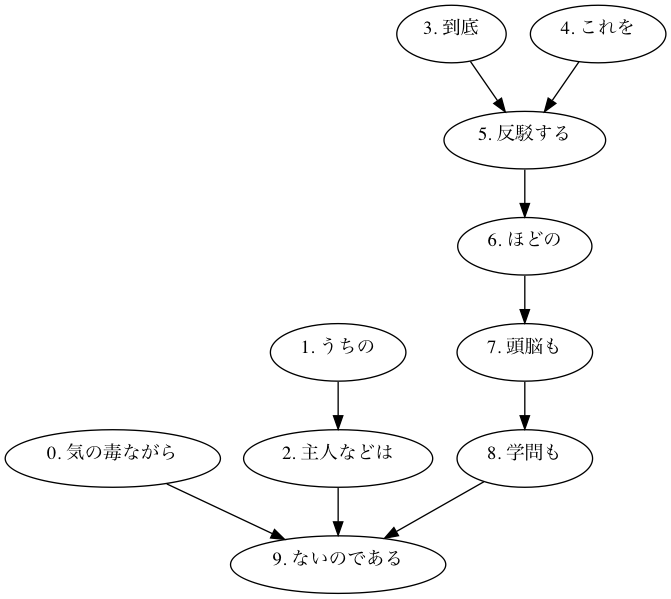 3. 到底
4. これを
5. 反駁する
6. ほどの
1. うちの
7. 頭脳も
0. 気の毒ながら
2. 主人などは
8. 学問も
9. ないのである